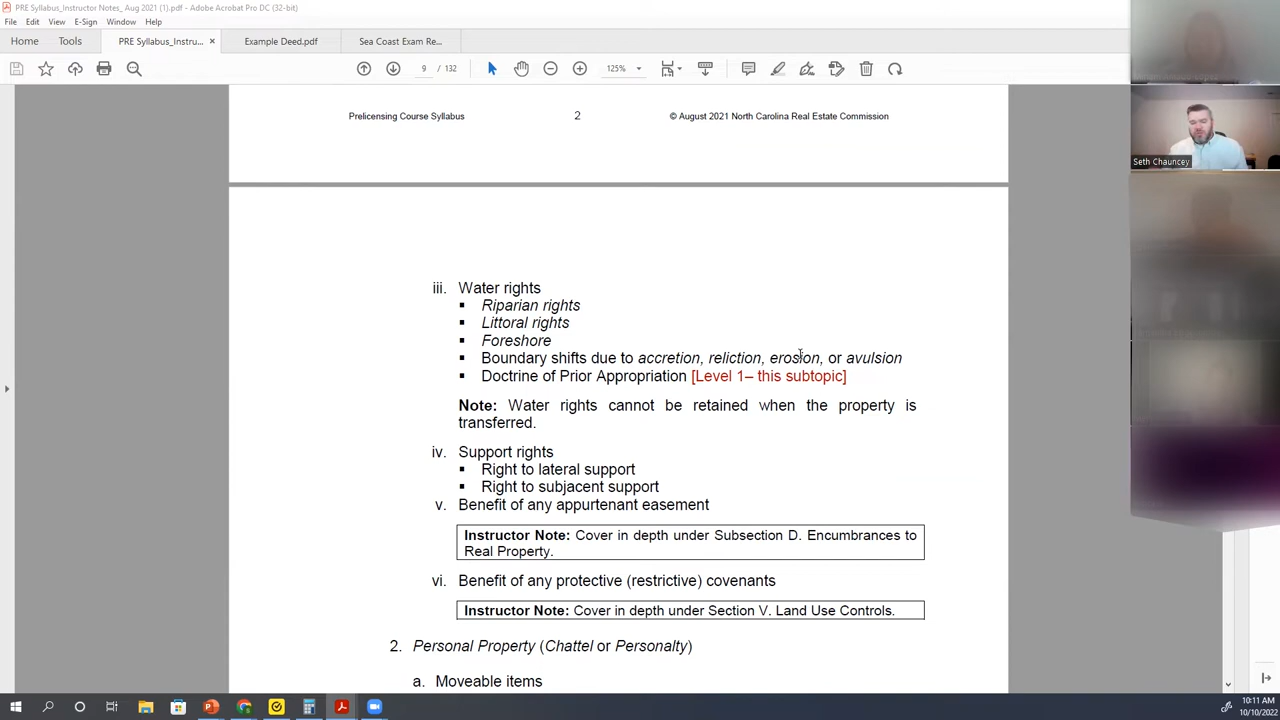 PRE Syllabus_Instructor Notes_ Aug 2021 (1).pdf - Adobe Acrobat Pro DC (32-bit)
File Edit View E-Sign Window Help
Home Tools PRE Syllabus_Instru... × Example Deed.pdf Sea Coast Exam Re...
9 / 132 125%
Prelicensing Course Syllabus 2 © August 2021 North Carolina Real Estate Commission
Seth Chauncey
iii. Water rights
▪ Riparian rights
▪ Littoral rights
▪ Foreshore
▪ Boundary shifts due to accretion, reliction, erosion, or avulsion
▪ Doctrine of Prior Appropriation [Level 1– this subtopic]
Note: Water rights cannot be retained when the property is
transferred.
iv. Support rights
▪ Right to lateral support
▪ Right to subjacent support
v. Benefit of any appurtenant easement
Instructor Note: Cover in depth under Subsection D. Encumbrances to
Real Property.
vi. Benefit of any protective (restrictive) covenants
Instructor Note: Cover in depth under Section V. Land Use Controls.
2. Personal Property (Chattel or Personalty)
a. Moveable items
10:11 AM
10/10/2022